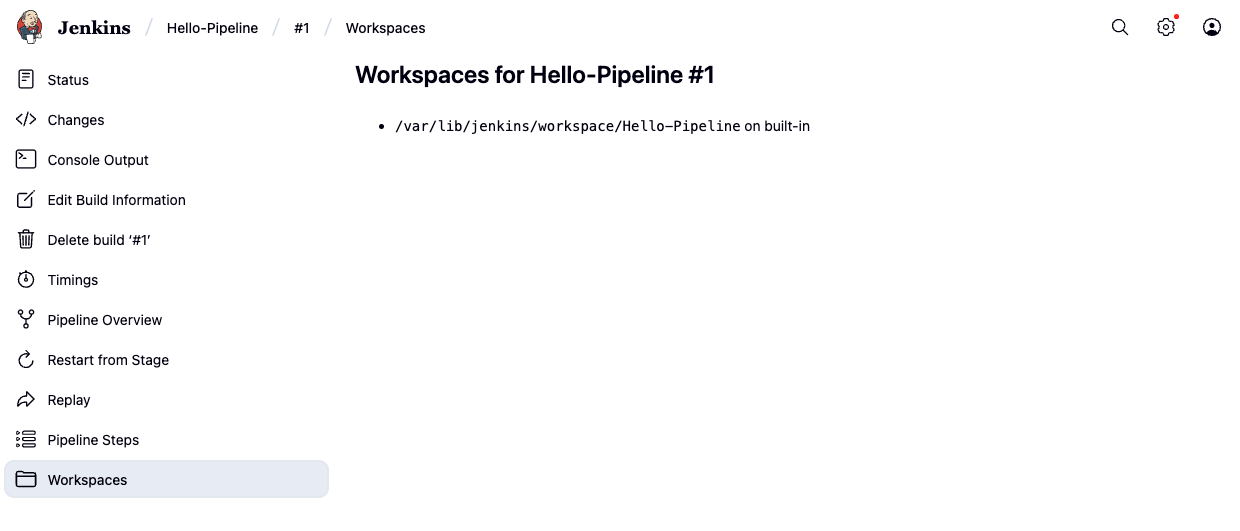 Jenkins / Hello-Pipeline / #1 / Workspaces
Status
Changes
Console Output
Edit Build Information
Delete build ‘#1’
Timings
Pipeline Overview
Restart from Stage
Replay
Pipeline Steps
Workspaces
Workspaces for Hello-Pipeline #1
• /var/lib/jenkins/workspace/Hello-Pipeline on built-in